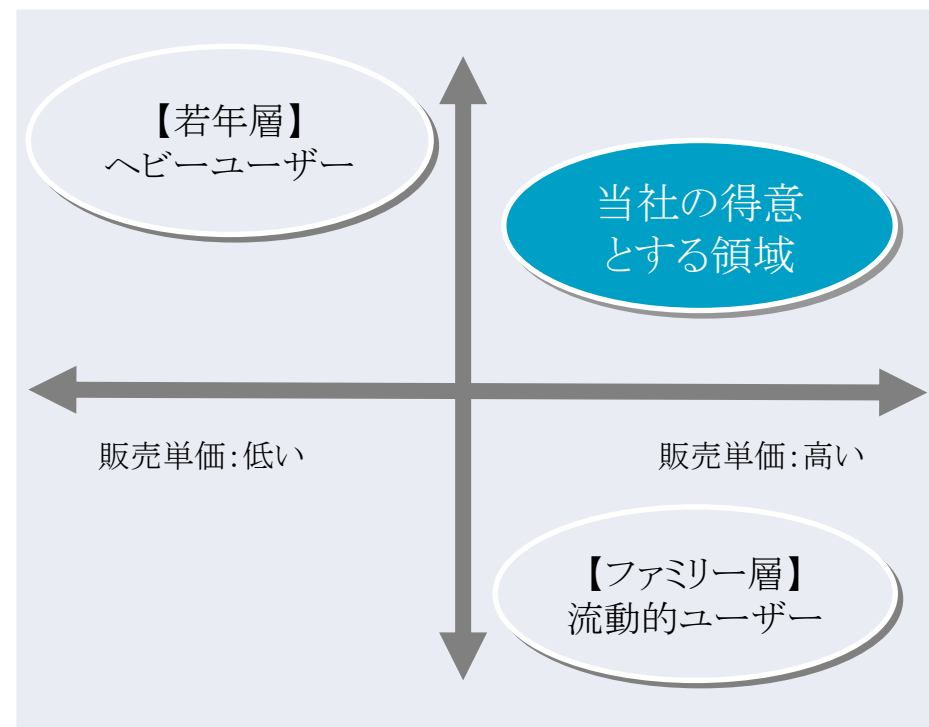 【若年層】
ヘビーユーザー
当社の得意
とする領域
販売単価:低い
販売単価:高い
【ファミリー層】
流動的ユーザー